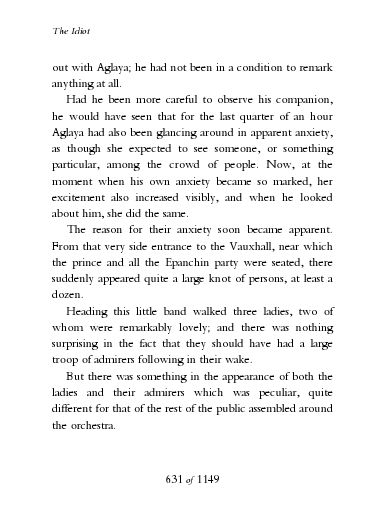 The Idiot
out with Aglaya; he had not been in a condition to remark
anything at all.
Had he been more careful to observe his companion,
he would have seen that for the last quarter of an hour
Aglaya had also been glancing around in apparent anxiety,
as though she expected to see someone, or something
particular, among the crowd of people. Now, at the
moment when his own anxiety became so marked, her
excitement also increased visibly, and when he looked
about him, she did the same.
The reason for their anxiety soon became apparent.
From that very side entrance to the Vauxhall, near which
the prince and all the Epanchin party were seated, there
suddenly appeared quite a large knot of persons, at least a
dozen.
Heading this little band walked three ladies, two of
whom were remarkably lovely; and there was nothing
surprising in the fact that they should have had a large
troop of admirers following in their wake.
But there was something in the appearance of both the
ladies and their admirers which was peculiar, quite
different for that of the rest of the public assembled around
the orchestra.
631 of 1149